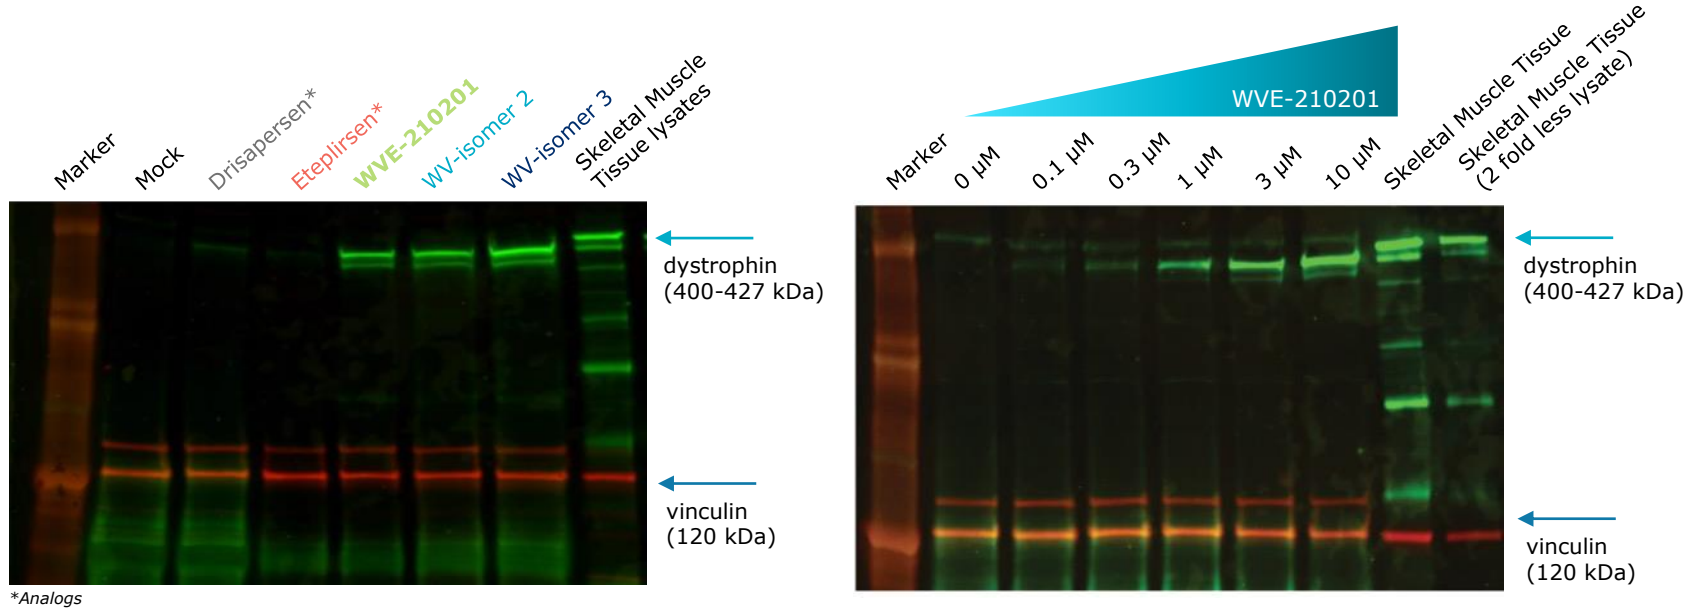 Marker
Mock
Drisapersen*
Eteplirsen*
WVE-210201
WV-isomer 2
WV-isomer 3
Skeletal Muscle
Tissue lysates
dystrophin
(400-427 kDa)
vinculin
(120 kDa)
*Analogs
WVE-210201
Marker
0 µM
0.1 µM
0.3 µM
1 µM
3 µM
10 µM
Skeletal Muscle Tissue
Skeletal Muscle Tissue
(2 fold less lysate)
dystrophin
(400-427 kDa)
vinculin
(120 kDa)